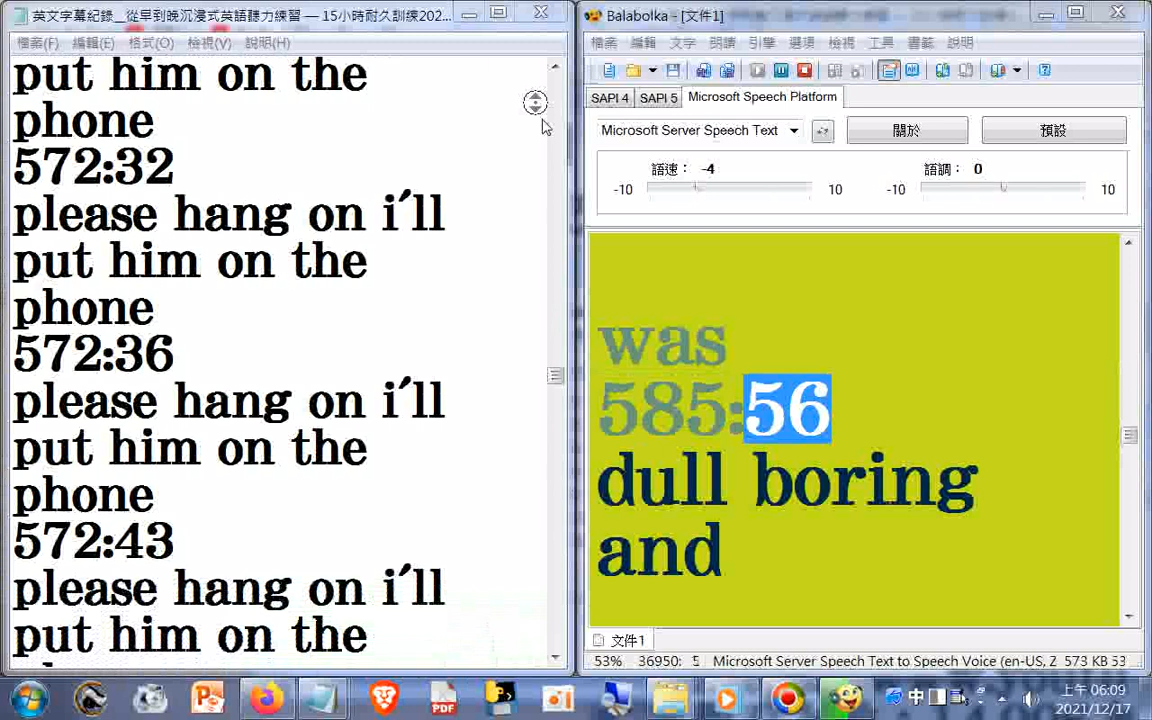 英文字幕紀錄__從早到晚沉浸式英語聽力練習 — 15小時耐久訓練202...
檔案(F) 編輯(E) 格式(O) 檢視(V) 說明(H)
put him on the
phone
572:32
please hang on i'll
put him on the
phone
572:36
please hang on i'll
put him on the
phone
572:43
please hang on i'll
put him on the
Balabolka - [文件1]
檔案 編輯 文字 朗讀 引擎 選項 檢視 工具 書籤 說明
SAPI 4 SAPI 5 Microsoft Speech Platform
Microsoft Server Speech Text 關於 預設
語速： -4 語調： 0
-10 10 -10 10
was
585:56
dull boring
and
文件1
53% 36950: Microsoft Server Speech Text to Speech Voice (en-US, Z 573 KB 53
PDF 中 上午 06:09
2021/12/17